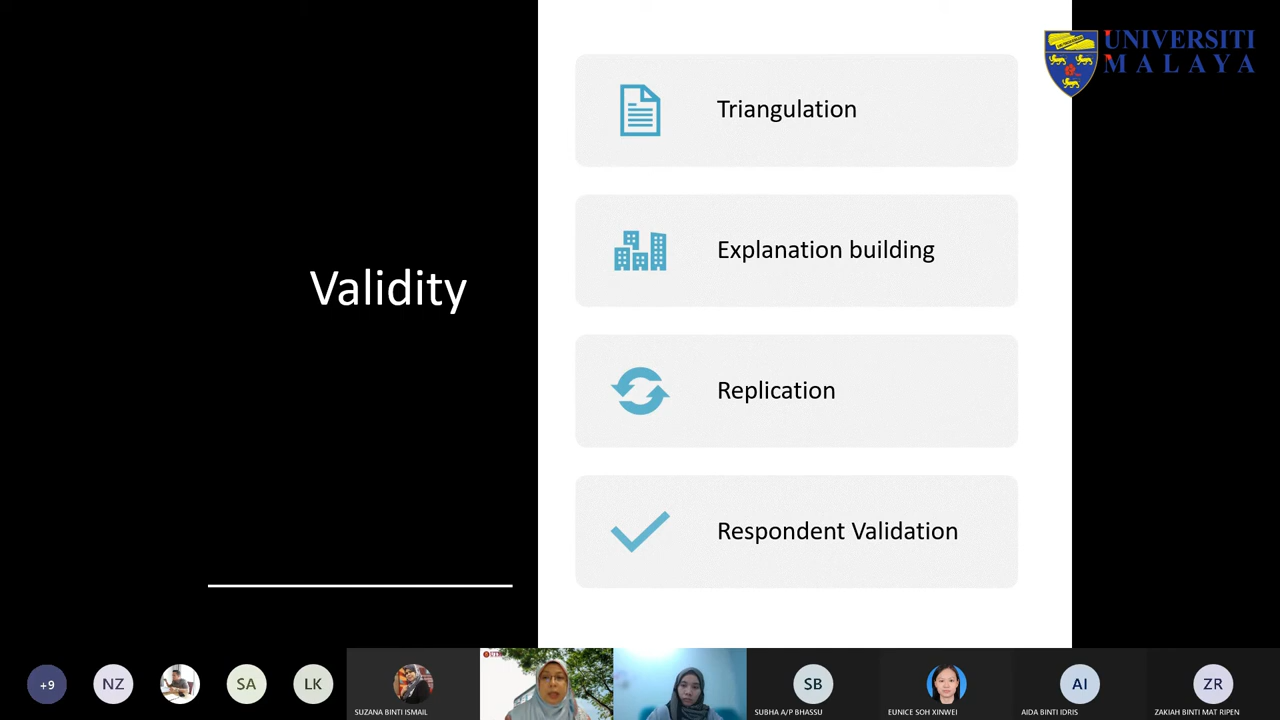 UNIVERSITI
MALAYA
Triangulation
Explanation building
Validity
Replication
Respondent Validation
+9
NZ
SA
LK
SUZANA BINTI ISMAIL
SB
SUBHA A/P BHASSU
EUNICE SOH XINWEI
AI
AIDA BINTI IDRIS
ZR
ZAKIAH BINTI MAT RIPEN